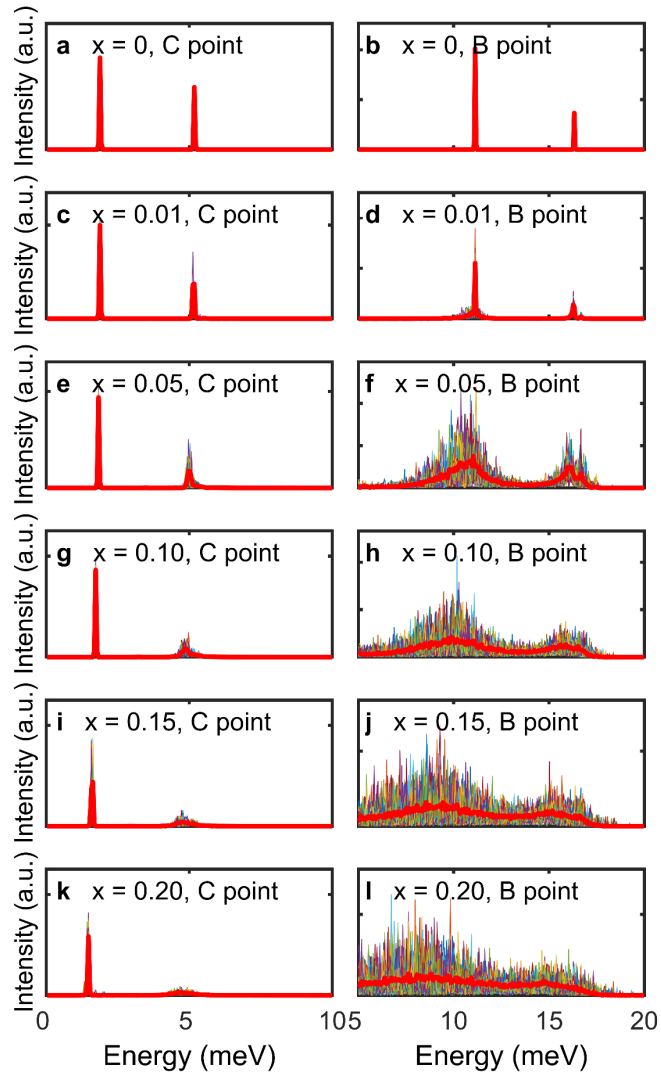 Intensity (a.u.)
a x = 0, C point
b x = 0, B point
Intensity (a.u.)
c x = 0.01, C point
d x = 0.01, B point
Intensity (a.u.)
e x = 0.05, C point
f x = 0.05, B point
Intensity (a.u.)
g x = 0.10, C point
h x = 0.10, B point
Intensity (a.u.)
i x = 0.15, C point
j x = 0.15, B point
Intensity (a.u.)
k x = 0.20, C point
l x = 0.20, B point
0 5 10
5 10 15 20
Energy (meV)
Energy (meV)